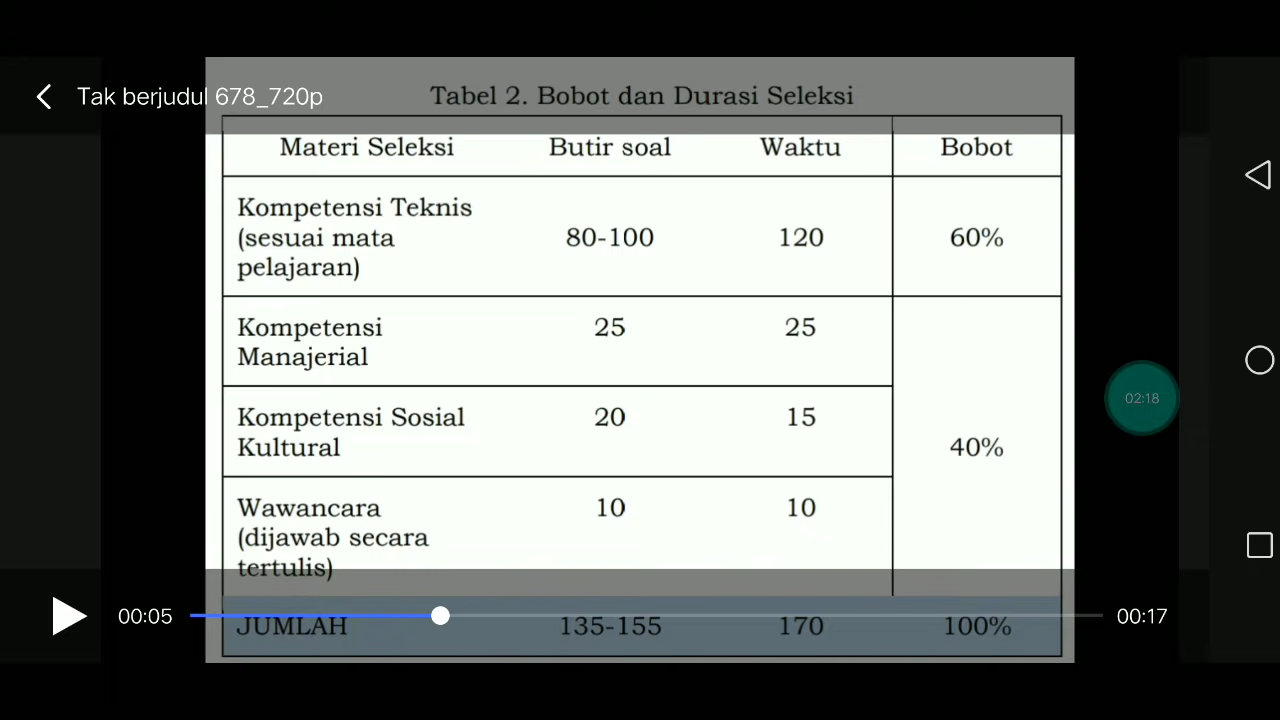 Tak berjudul 678_720p
Tabel 2. Bobot dan Durasi Seleksi
Materi Seleksi Butir soal Waktu Bobot
Kompetensi Teknis
(sesuai mata 80-100 120 60%
pelajaran)
Kompetensi 25 25
Manajerial
Kompetensi Sosial 20 15
Kultural 40%
Wawancara 10 10
(dijawab secara
tertulis)
JUMLAH 135-155 170 100%
00:05 00:17
02:18